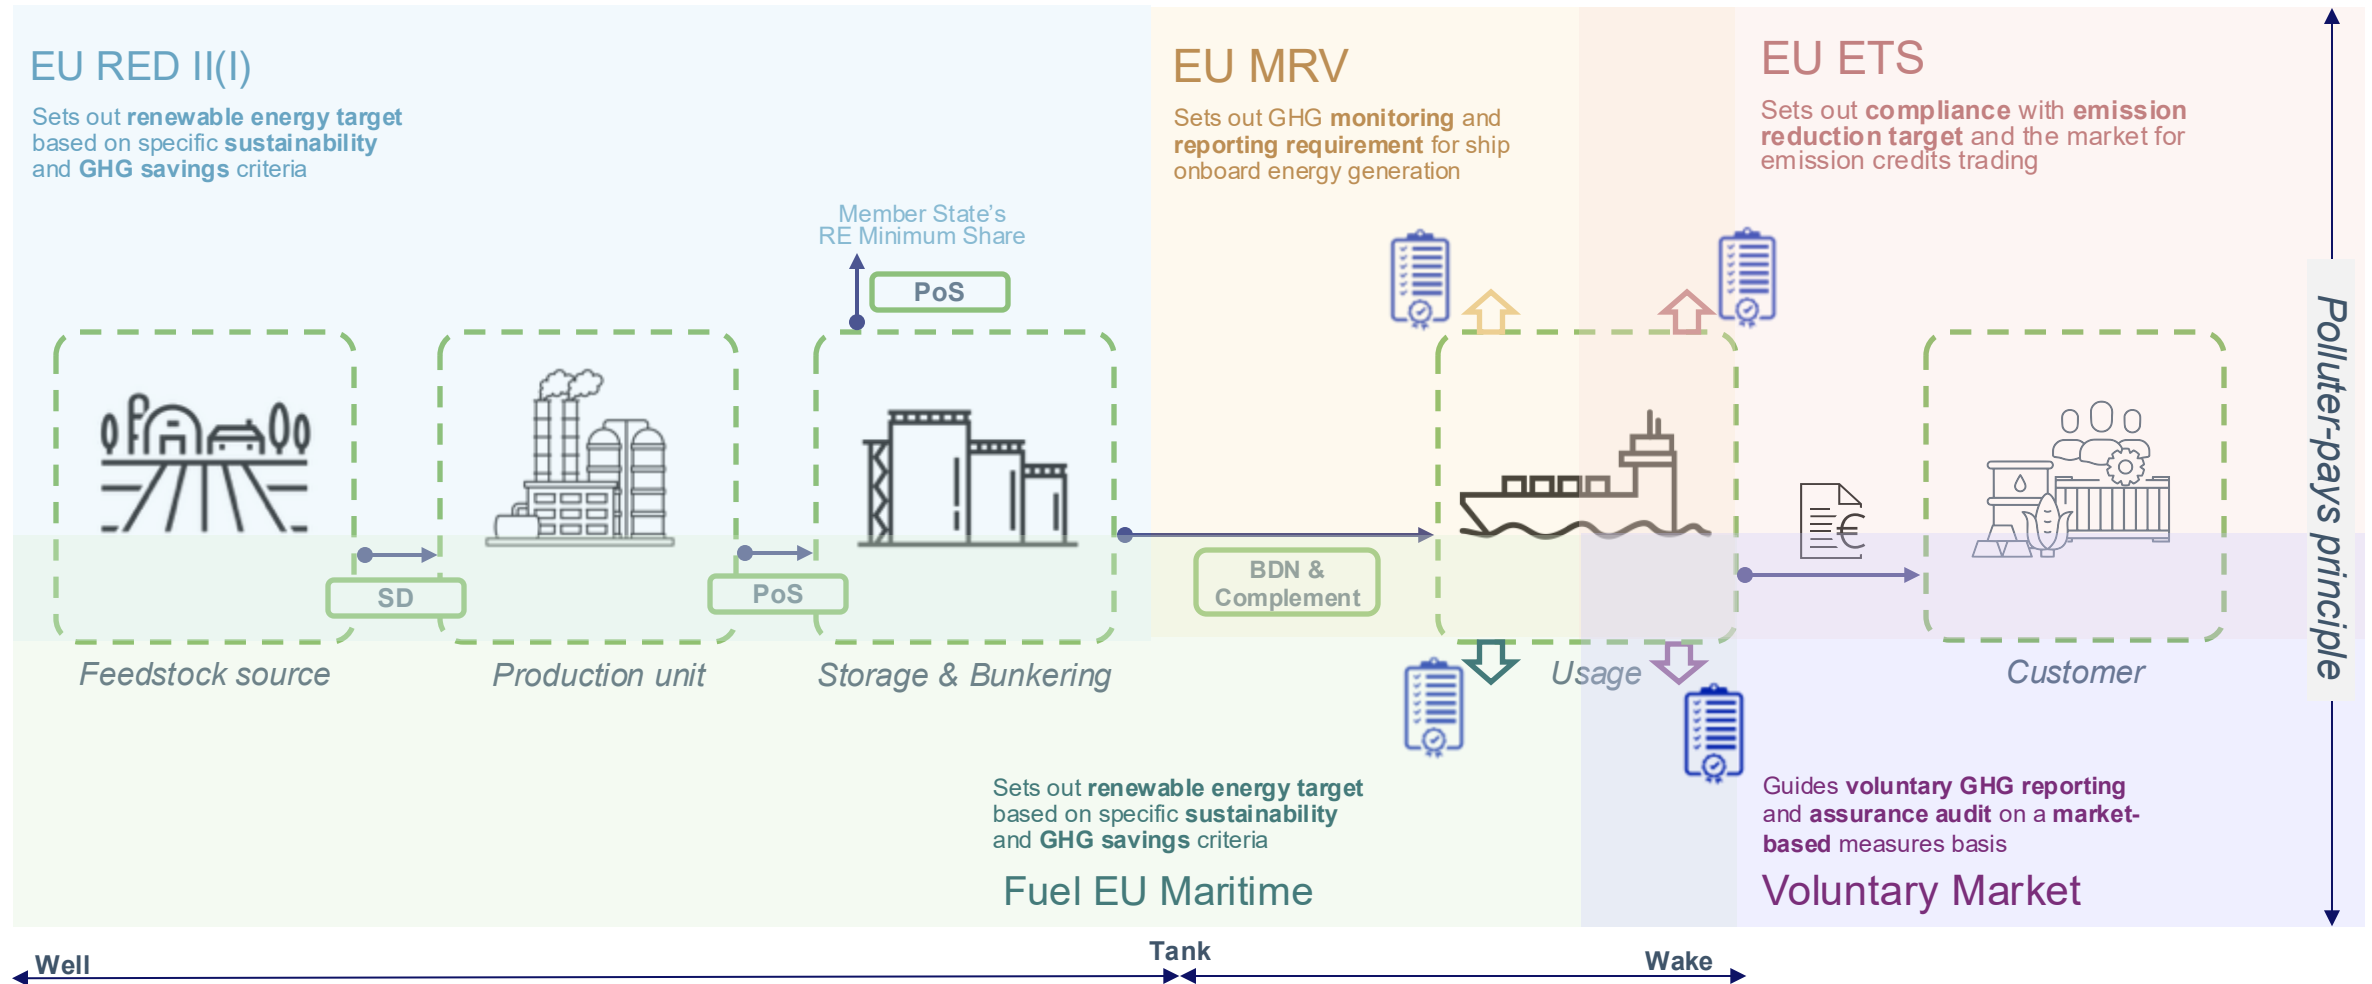 EU RED II(I)
Sets out renewable energy target
based on specific sustainability
and GHG savings criteria
EU MRV
Sets out GHG monitoring and
reporting requirement for ship
onboard energy generation
EU ETS
Sets out compliance with emission
reduction target and the market for
emission credits trading
Member State's
RE Minimum Share
PoS
SD
PoS
BDN &
Complement
€
Feedstock source
Production unit
Storage & Bunkering
Usage
Customer
Polluter-pays principle
Sets out renewable energy target
based on specific sustainability
and GHG savings criteria
Fuel EU Maritime
Guides voluntary GHG reporting
and assurance audit on a market-
based measures basis
Voluntary Market
Well
Tank
Wake